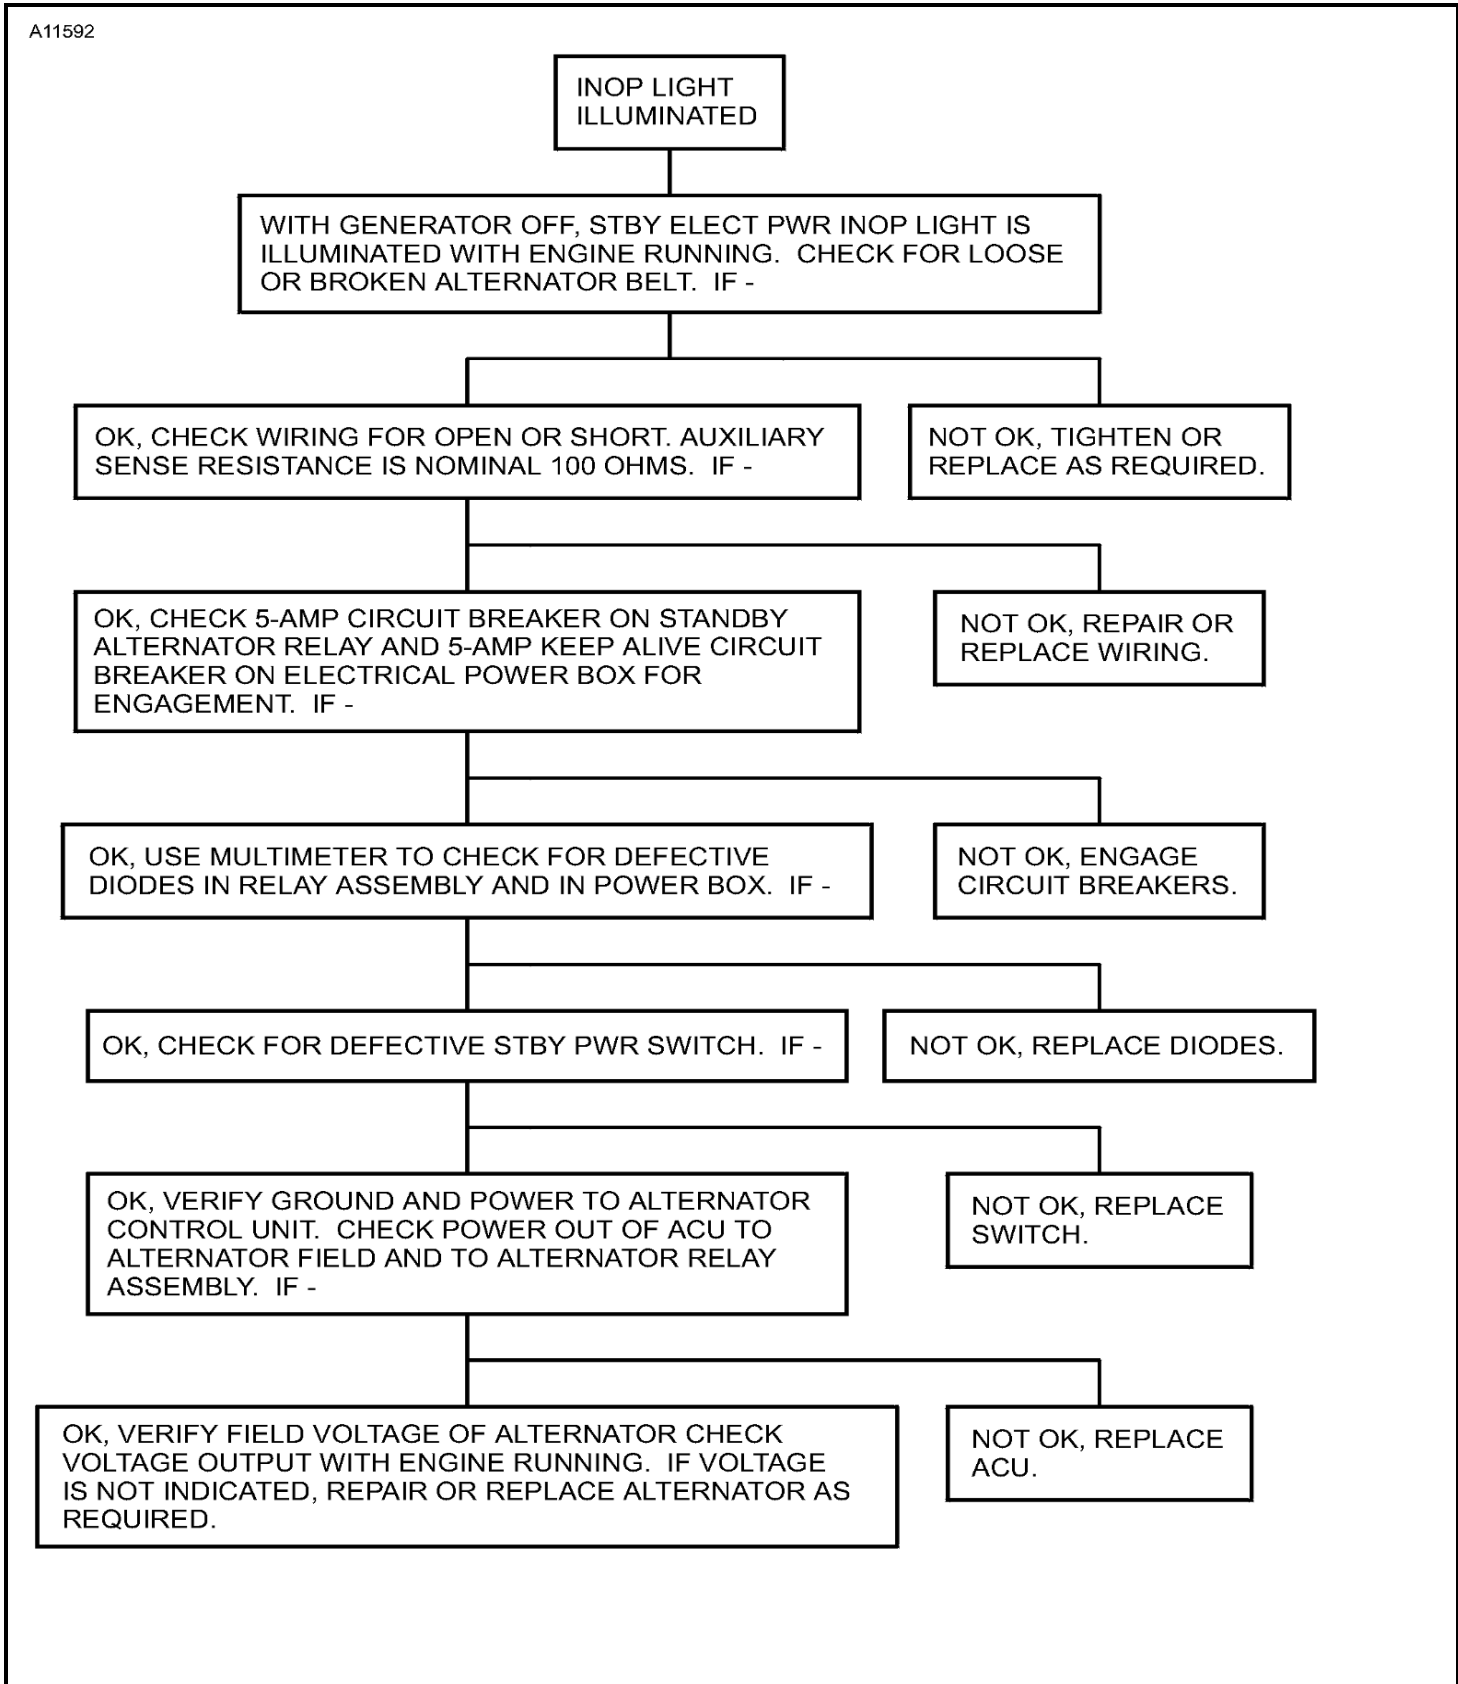 A11592
INOP LIGHT
ILLUMINATED
WITH GENERATOR OFF, STBY ELECT PWR INOP LIGHT IS
ILLUMINATED WITH ENGINE RUNNING.  CHECK FOR LOOSE
OR BROKEN ALTERNATOR BELT.  IF -
OK, CHECK WIRING FOR OPEN OR SHORT. AUXILIARY
SENSE RESISTANCE IS NOMINAL 100 OHMS.  IF -
NOT OK, TIGHTEN OR
REPLACE AS REQUIRED.
OK, CHECK 5-AMP CIRCUIT BREAKER ON STANDBY
ALTERNATOR RELAY AND 5-AMP KEEP ALIVE CIRCUIT
BREAKER ON ELECTRICAL POWER BOX FOR
ENGAGEMENT.  IF -
NOT OK, REPAIR OR
REPLACE WIRING.
OK, USE MULTIMETER TO CHECK FOR DEFECTIVE
DIODES IN RELAY ASSEMBLY AND IN POWER BOX.  IF -
NOT OK, ENGAGE
CIRCUIT BREAKERS.
OK, CHECK FOR DEFECTIVE STBY PWR SWITCH.  IF -
NOT OK, REPLACE DIODES.
OK, VERIFY GROUND AND POWER TO ALTERNATOR
CONTROL UNIT.  CHECK POWER OUT OF ACU TO
ALTERNATOR FIELD AND TO ALTERNATOR RELAY
ASSEMBLY.  IF -
NOT OK, REPLACE
SWITCH.
OK, VERIFY FIELD VOLTAGE OF ALTERNATOR CHECK
VOLTAGE OUTPUT WITH ENGINE RUNNING.  IF VOLTAGE
IS NOT INDICATED, REPAIR OR REPLACE ALTERNATOR AS
REQUIRED.
NOT OK, REPLACE
ACU.